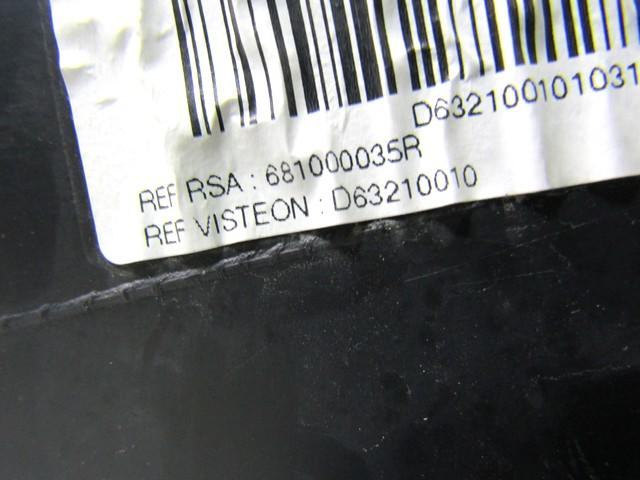 D632100101031
REF RSA : 681000035R
REF VISTEON : D63210010